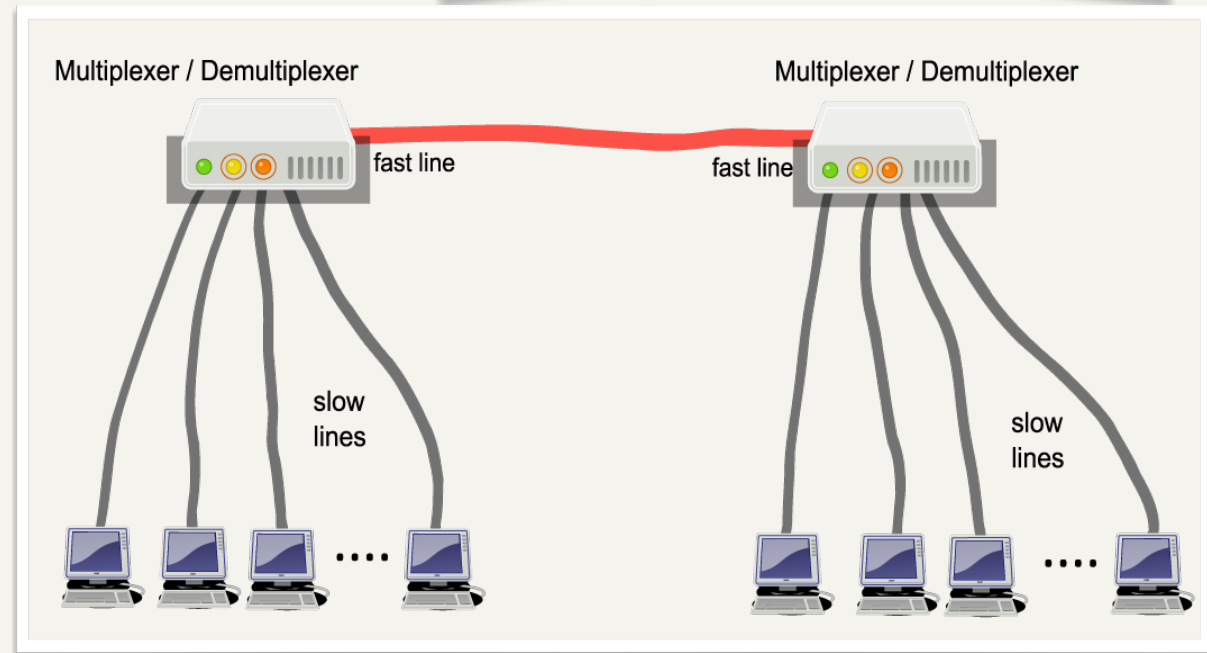 Multiplexer / Demultiplexer
Multiplexer / Demultiplexer
fast line
fast line
slow
lines
slow
lines